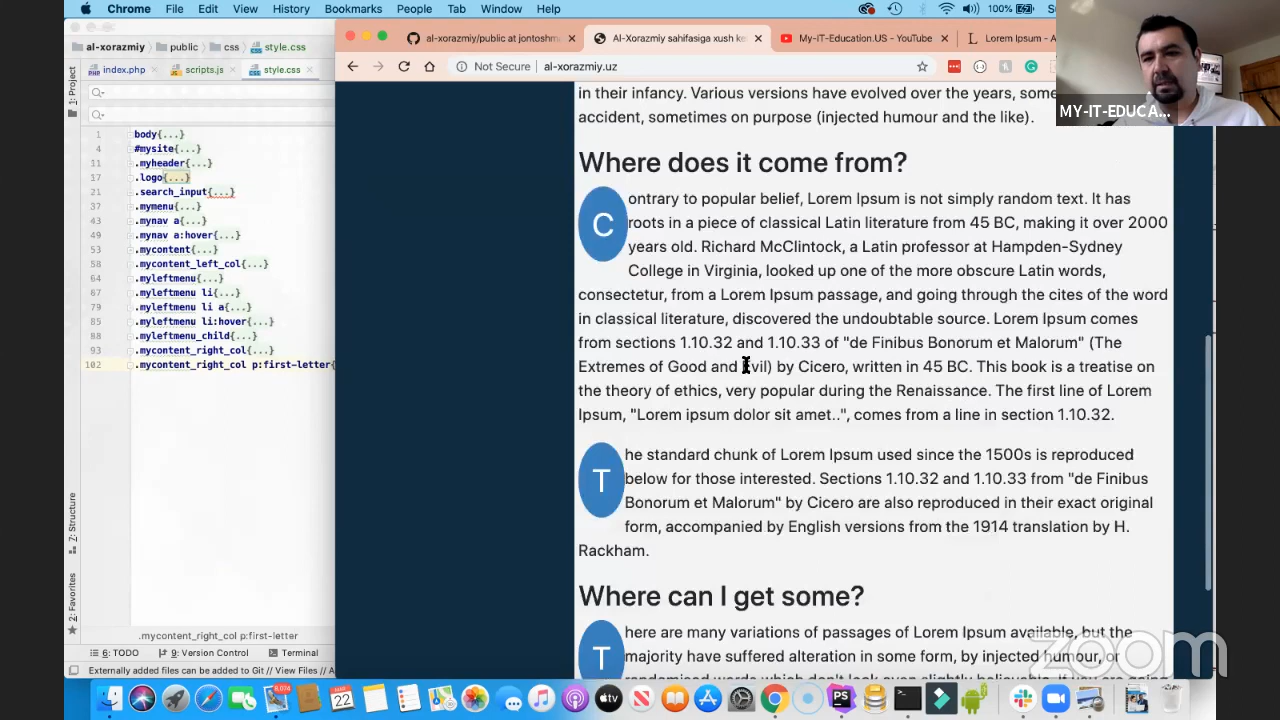 Chrome File Edit View History Bookmarks People Tab Window Help 100%
al-xorazmiy public css style.css
index.php scripts.js style.css
al-xorazmiy/public at jontoshm
Al-Xorazmiy sahifasiga xush ke
My-IT-Education.US - YouTube
Lorem Ipsum - A
Not Secure al-xorazmiy.uz
MY-IT-EDUCA...
1: Project
1 body{...}
4 #mysite{...}
11 .myheader{...}
17 .logo{...}
21 .search_input{...}
37 .mymenu{...}
43 .mynav a{...}
49 .mynav a:hover{...}
53 .mycontent{...}
58 .mycontent_left_col{...}
64 .myleftmenu{...}
67 .myleftmenu li{...}
79 .myleftmenu li a{...}
85 .myleftmenu li:hover{...}
88 .myleftmenu_child{...}
93 .mycontent_right_col{...}
102 .mycontent_right_col p:first-letter{
in their infancy. Various versions have evolved over the years, some
accident, sometimes on purpose (injected humour and the like).
Where does it come from?
Contrary to popular belief, Lorem Ipsum is not simply random text. It has
roots in a piece of classical Latin literature from 45 BC, making it over 2000
years old. Richard McClintock, a Latin professor at Hampden-Sydney
College in Virginia, looked up one of the more obscure Latin words,
consectetur, from a Lorem Ipsum passage, and going through the cites of the word
in classical literature, discovered the undoubtable source. Lorem Ipsum comes
from sections 1.10.32 and 1.10.33 of "de Finibus Bonorum et Malorum" (The
Extremes of Good and Evil) by Cicero, written in 45 BC. This book is a treatise on
the theory of ethics, very popular during the Renaissance. The first line of Lorem
Ipsum, "Lorem ipsum dolor sit amet..", comes from a line in section 1.10.32.
The standard chunk of Lorem Ipsum used since the 1500s is reproduced
below for those interested. Sections 1.10.32 and 1.10.33 from "de Finibus
Bonorum et Malorum" by Cicero are also reproduced in their exact original
form, accompanied by English versions from the 1914 translation by H.
Rackham.
Where can I get some?
There are many variations of passages of Lorem Ipsum available, but the
majority have suffered alteration in some form, by injected humour, or
7: Structure
2: Favorites
.mycontent_right_col p:first-letter
6: TODO 9: Version Control Terminal
Externally added files can be added to Git // View Files // A
zoom